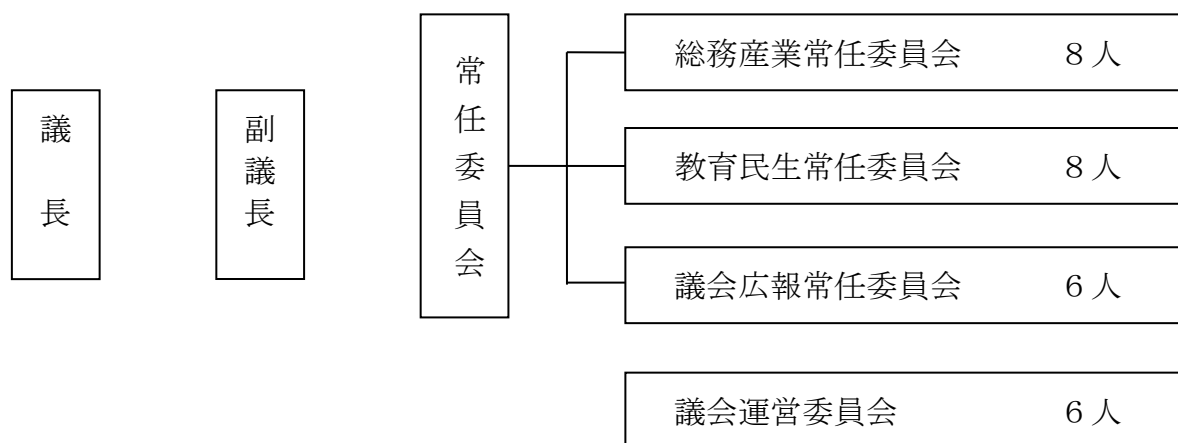 議長
副議長
常任委員会
総務産業常任委員会　８人
教育民生常任委員会　８人
議会広報常任委員会　６人
議会運営委員会　６人